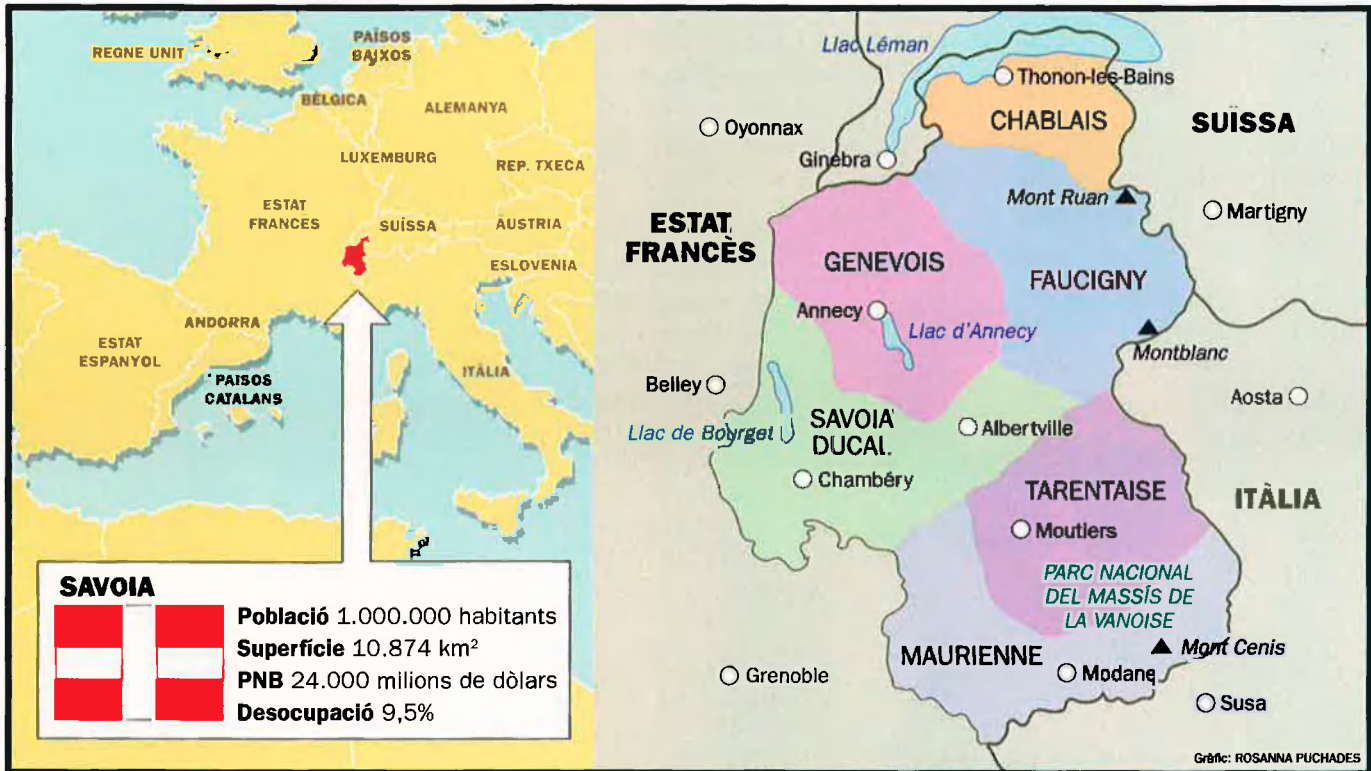 REGNE UNIT
PAÏSOS
BAIXOS
BÈLGICA
ALEMANYA
LUXEMBURG
REP. TXECA
ESTAT
FRANCES
SUÍSSA
ÀUSTRIA
ESLOVENIA
ANDORRA
ESTAT
ESPANYOL
PAISOS
CATALANS
ITÀLIA
SAVOIA
Població 1.000.000 habitants
Superfície 10.874 km²
PNB 24.000 milions de dòlars
Desocupació 9,5%
Llac Léman
Thonon-les-Bains
CHABLAIS
SUÏSSA
Oyonnax
Ginebra
Mont Ruan
Martigny
ESTAT
FRANCÈS
GENEVOIS
FAUCIGNY
Annecy
Llac d'Annecy
Montblanc
Belley
Aosta
SAVOIA
DUCAL
Albertville
Llac de Bourget
Chambéry
TARENTAISE
ITÀLIA
Moutiers
PARC NACIONAL
DEL MASSÍS DE
LA VANOISE
MAURIENNE
Mont Cenis
Grenoble
Modane
Susa
Gràfic: ROSANNA PUCHADES